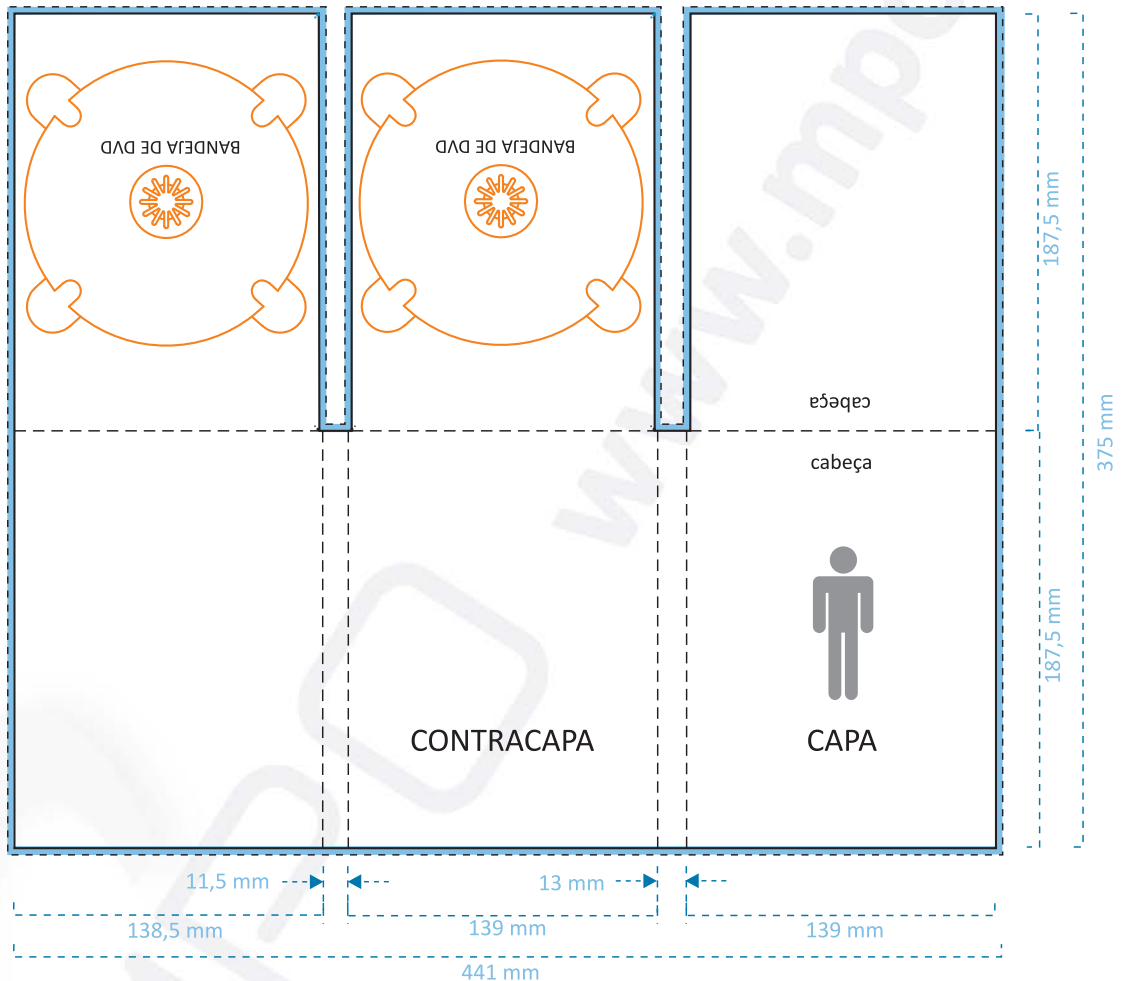 BANDEJA DE DVD
BANDEJA DE DVD
187,5 mm
cabeça
cabeça
375 mm
187,5 mm
CONTRACAPA
CAPA
11,5 mm
13 mm
138,5 mm
139 mm
139 mm
441 mm
www.mp